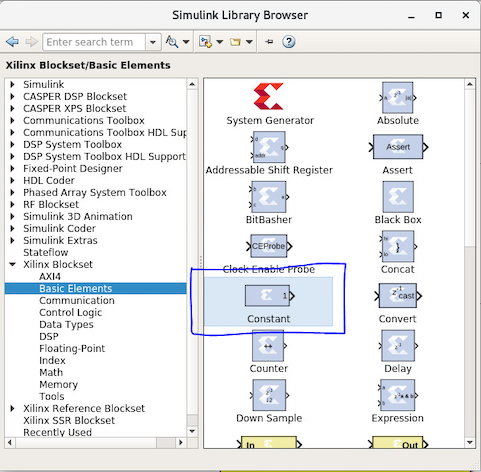 Simulink Library Browser
Enter search term
Xilinx Blockset/Basic Elements
Simulink
CASPER DSP Blockset
CASPER XPS Blockset
Communications Toolbox
Communications Toolbox HDL Sup
DSP System Toolbox
DSP System Toolbox HDL Support
Fixed-Point Designer
HDL Coder
Phased Array System Toolbox
RF Blockset
Simulink 3D Animation
Simulink Coder
Simulink Extras
Stateflow
Xilinx Blockset
AXI4
Basic Elements
Communication
Control Logic
Data Types
DSP
Floating-Point
Index
Math
Memory
Tools
Xilinx Reference Blockset
Xilinx SSR Blockset
Recently Used
System Generator
Absolute
Assert
Addressable Shift Register
Assert
BitBasher
Black Box
CEProbe
Clock Enable Probe
Concat
1
Constant
cast
Convert
++
Counter
Delay
Down Sample
Expression
In
Out